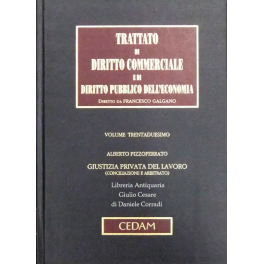 TRATTATO
DI
DIRITTO COMMERCIALE
E DI
DIRITTO PUBBLICO DELL'ECONOMIA
DIRETTO DA FRANCESCO GALGANO
VOLUME TRENTADUESIMO
ALBERTO PIZZOFERRATO
GIUSTIZIA PRIVATA DEL LAVORO
(CONCILIAZIONE E ARBITRATO)
Libreria Antiquaria
Giulio Cesare
di Daniele Corradi
CEDAM